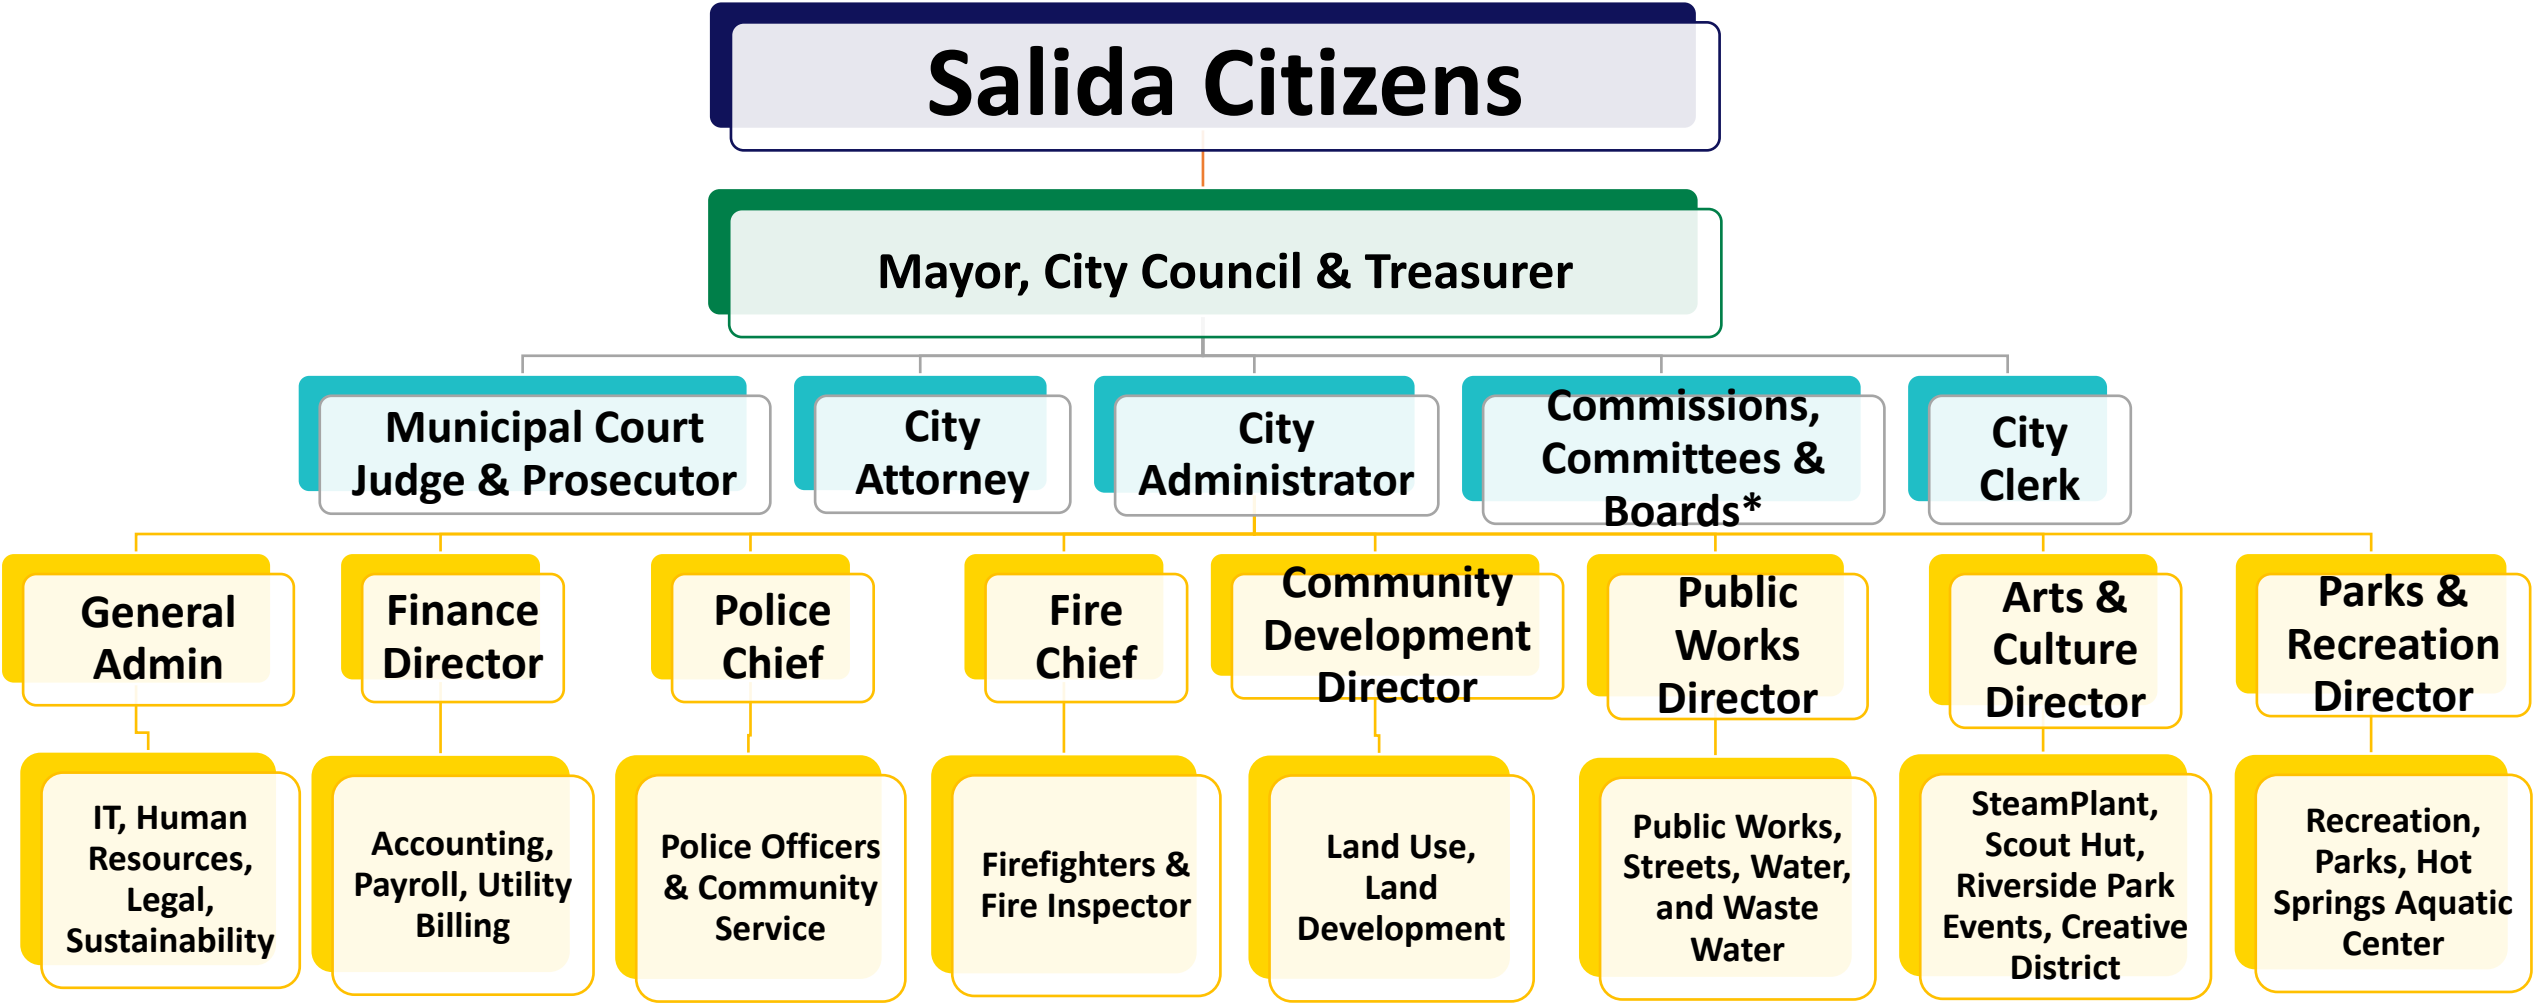 Salida Citizens
Mayor, City Council & Treasurer
Municipal Court
Judge & Prosecutor
City
Attorney
City
Administrator
Commissions,
Committees &
Boards*
City
Clerk
General
Admin
Finance
Director
Police
Chief
Fire
Chief
Community
Development
Director
Public
Works
Director
Arts &
Culture
Director
Parks &
Recreation
Director
IT, Human
Resources,
Legal,
Sustainability
Accounting,
Payroll, Utility
Billing
Police Officers
& Community
Service
Firefighters &
Fire Inspector
Land Use,
Land
Development
Public Works,
Streets, Water,
and Waste
Water
SteamPlant,
Scout Hut,
Riverside Park
Events, Creative
District
Recreation,
Parks, Hot
Springs Aquatic
Center